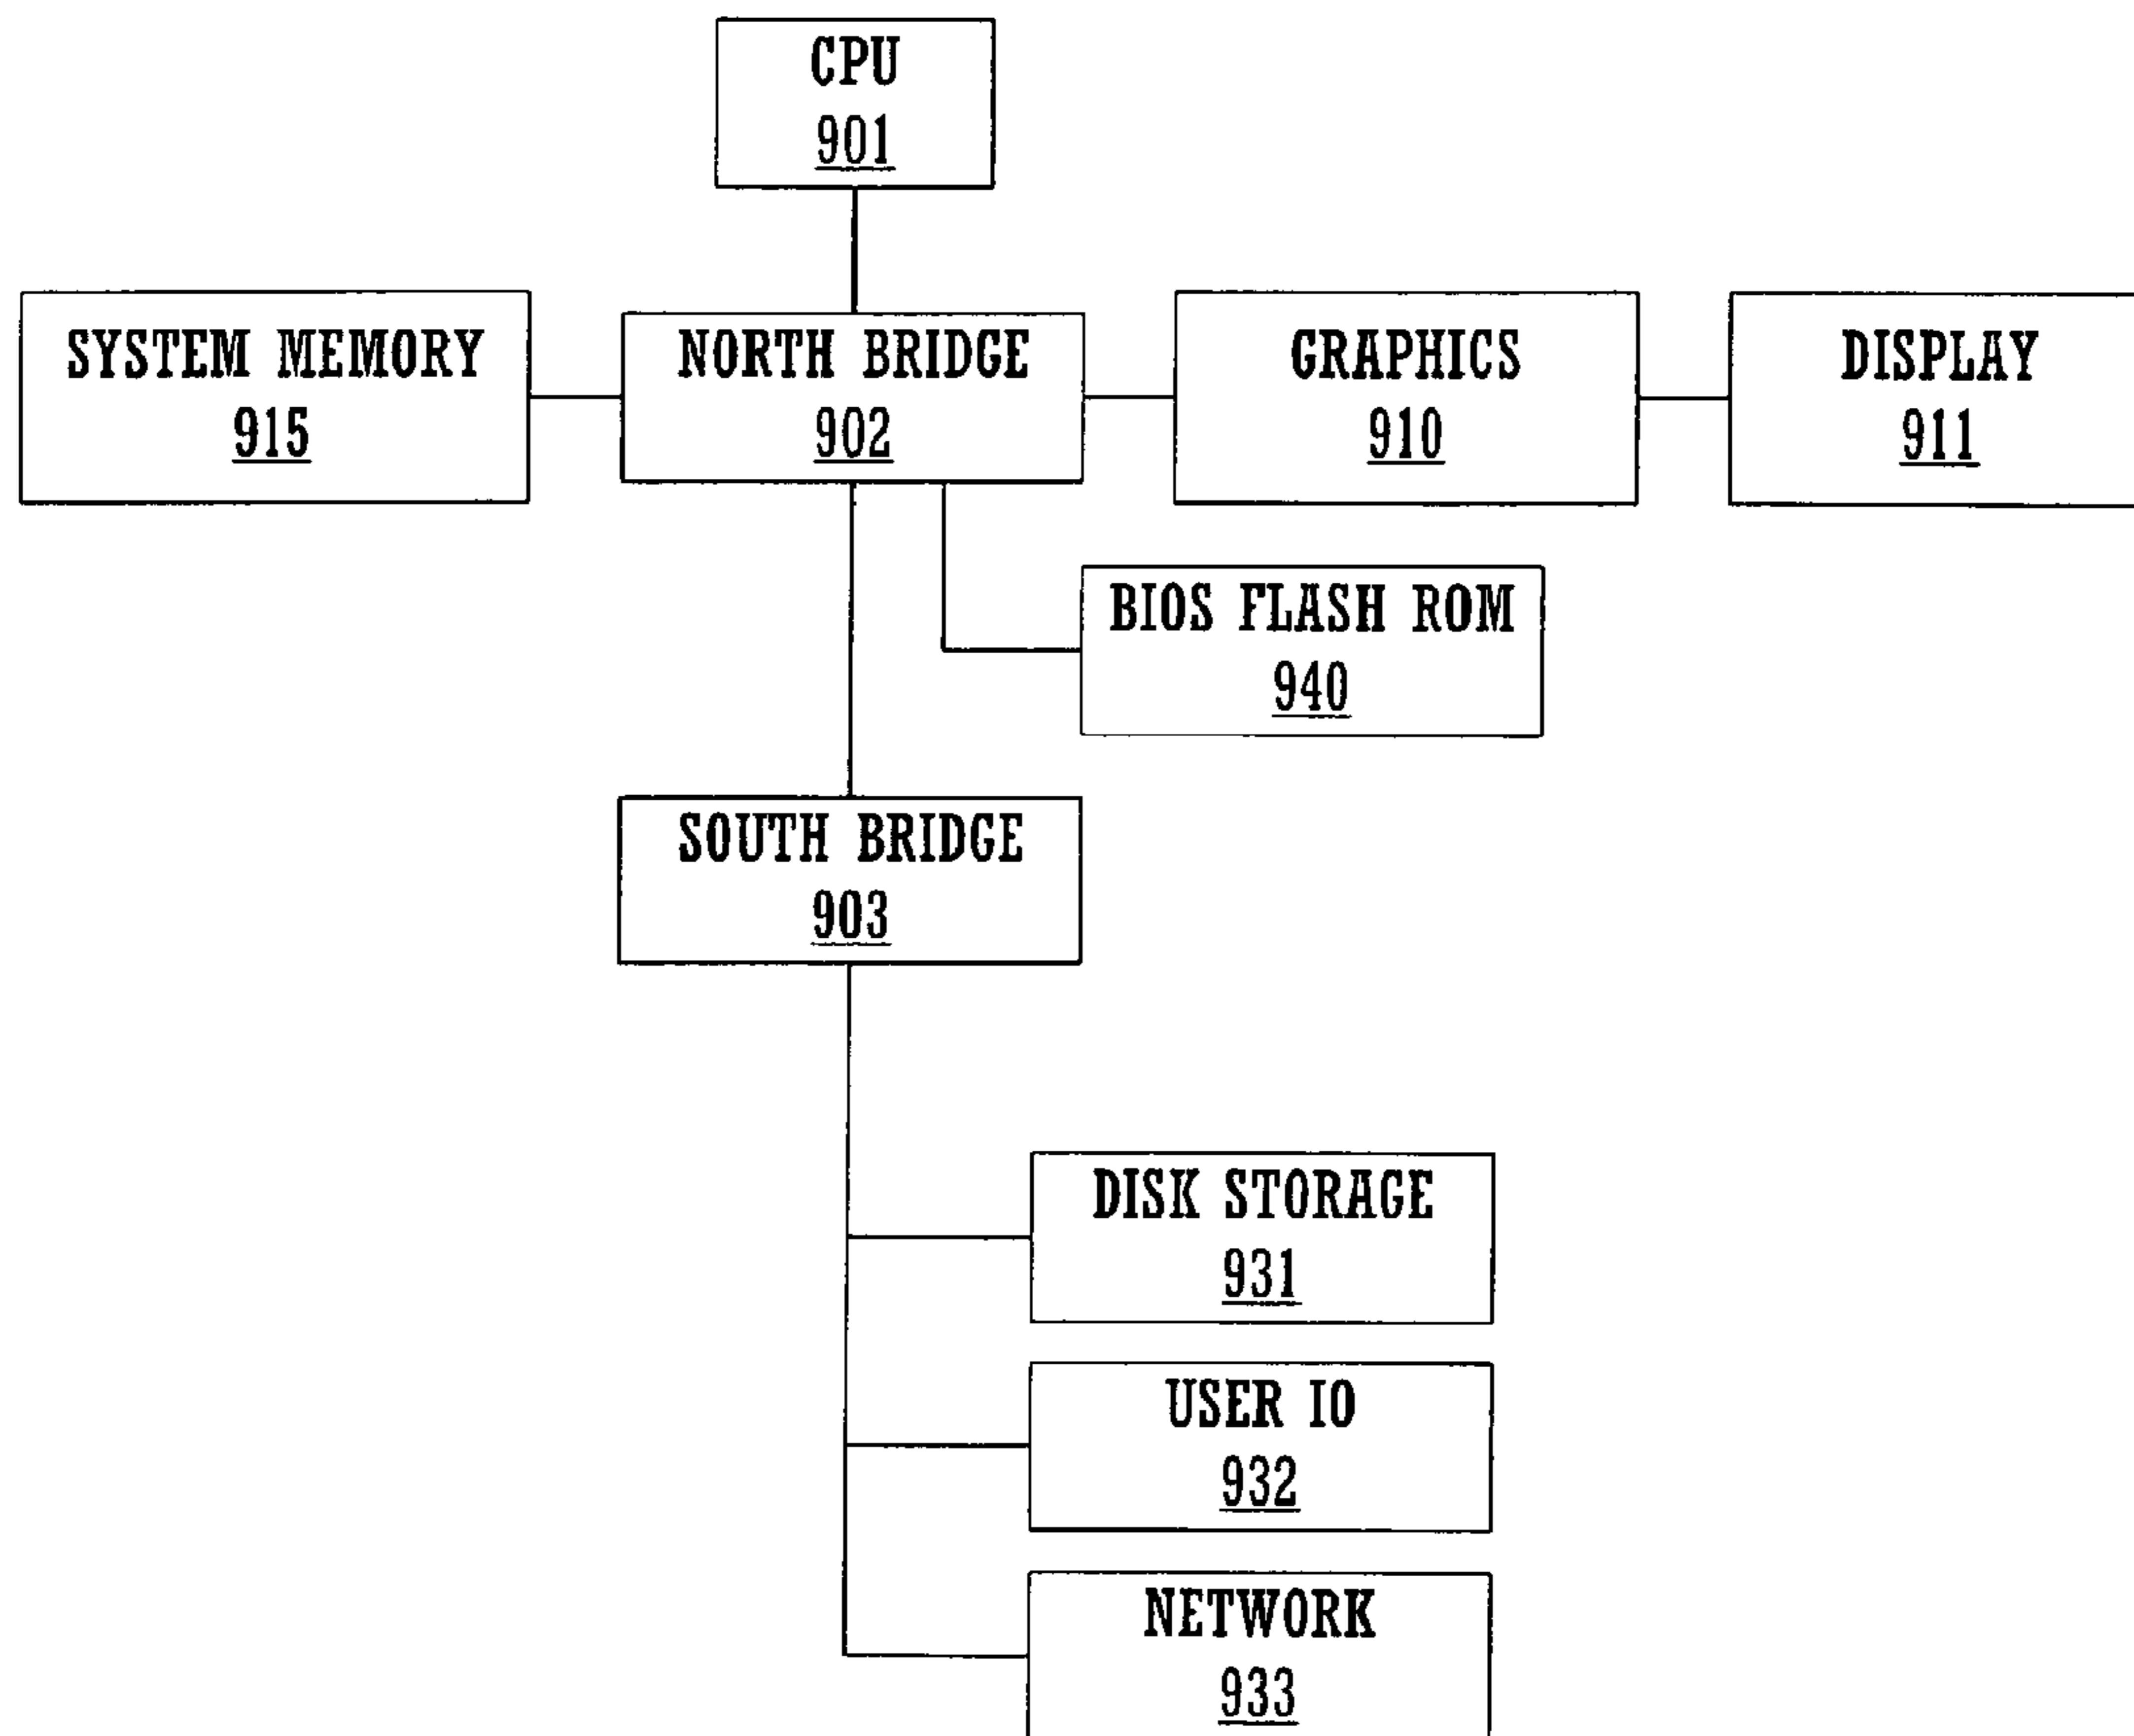 CPU
901
SYSTEM MEMORY
915
NORTH BRIDGE
902
GRAPHICS
910
DISPLAY
911
BIOS FLASH ROM
940
SOUTH BRIDGE
903
DISK STORAGE
931
USER IO
932
NETWORK
933